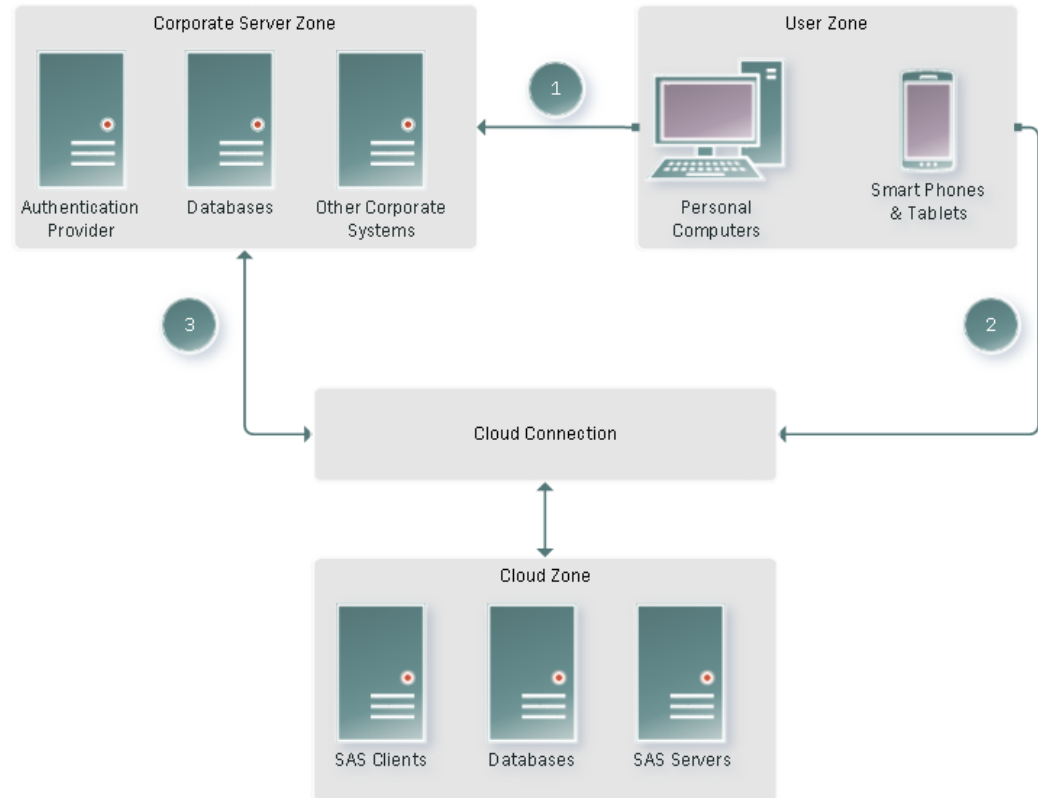 Corporate Server Zone
User Zone
1
Authentication
Provider
Databases
Other Corporate
Systems
Personal
Computers
Smart Phones
& Tablets
3
2
Cloud Connection
Cloud Zone
SAS Clients
Databases
SAS Servers